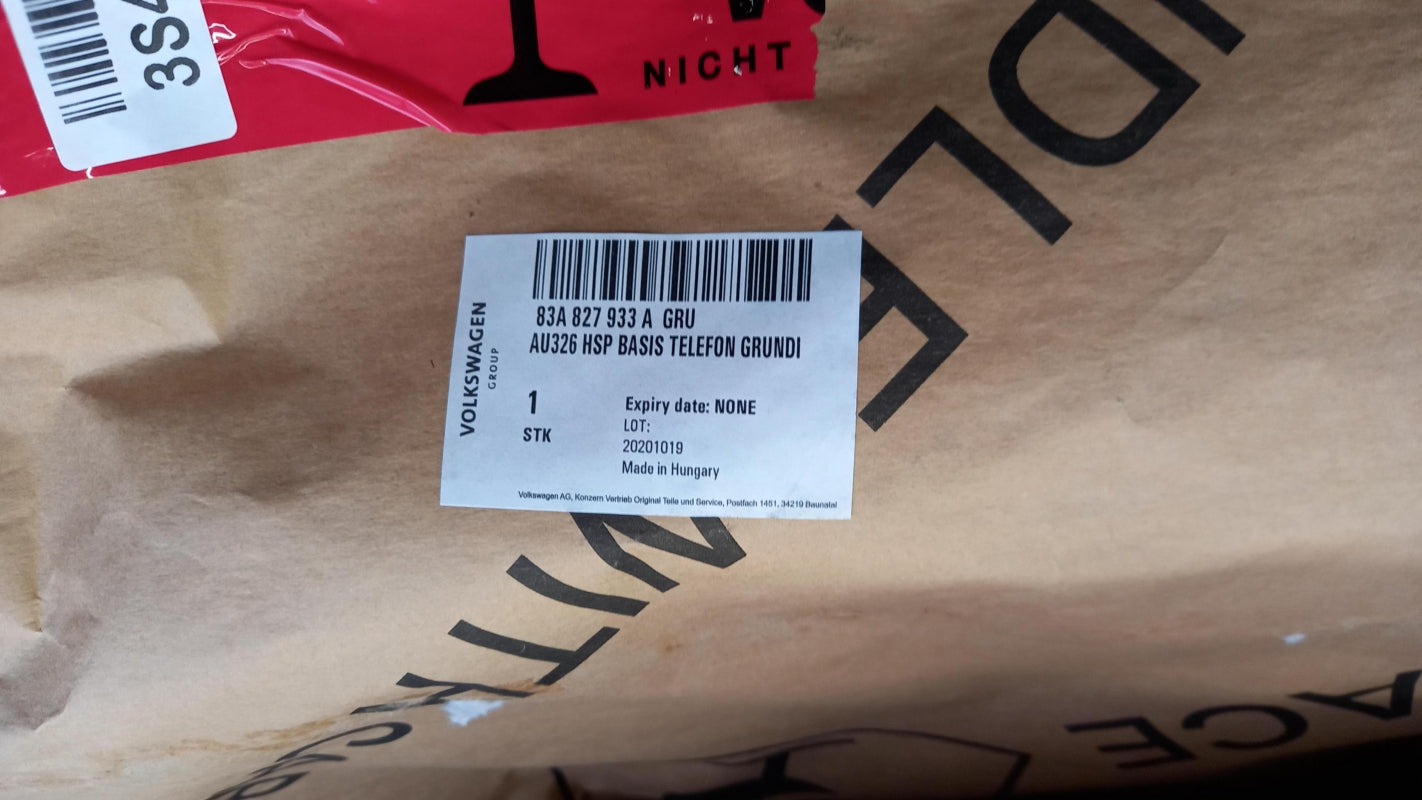 3S4
NICHT
VOLKSWAGEN
GROUP
83A 827 933 A GRU
AU326 HSP BASIS TELEFON GRUNDI
1
STK
Expiry date: NONE
LOT:
20201019
Made in Hungary
Volkswagen AG, Konzern Vertrieb Original Teile und Service, Postfach 1451, 34219 Baunatal